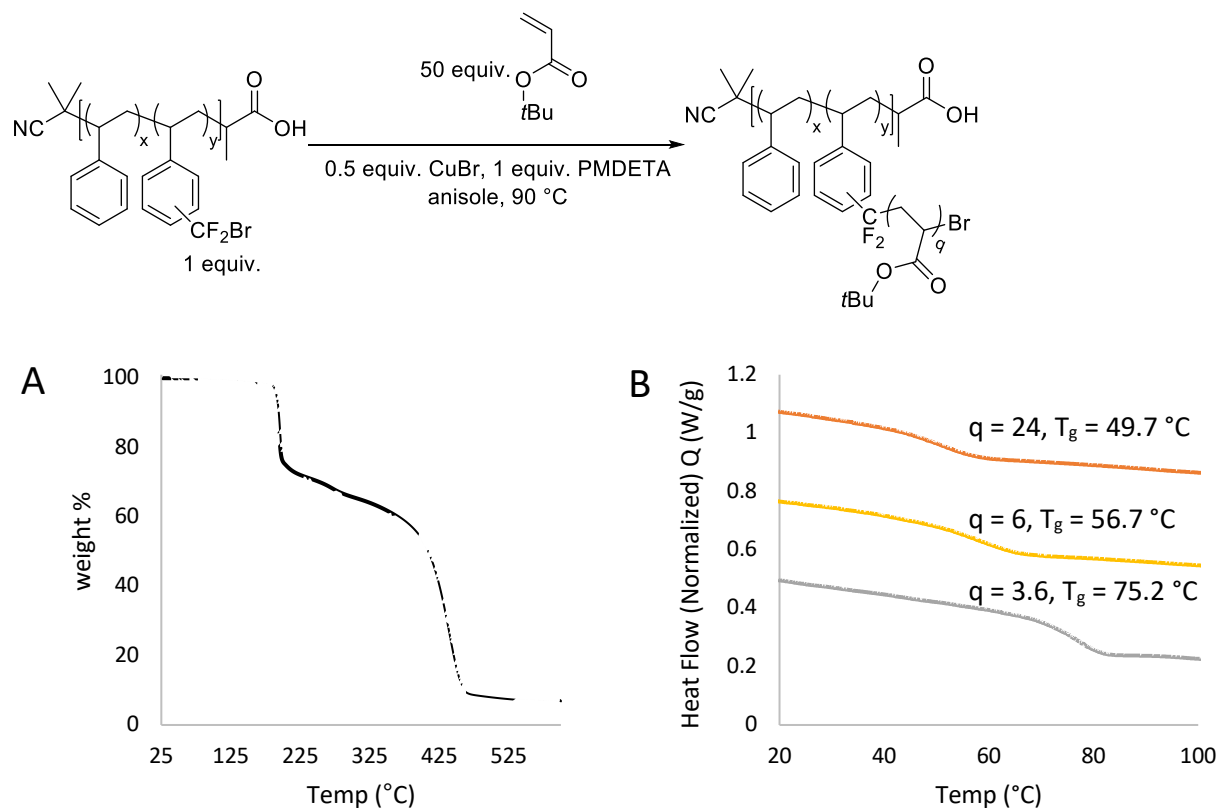 50 equiv.
O
O
tBu
NC
x
y
O
OH
CF2Br
1 equiv.
0.5 equiv. CuBr, 1 equiv. PMDETA
anisole, 90 °C
NC
x
y
O
OH
C
F2
q
Br
O
O
tBu
A
weight %
100
80
60
40
20
0
25 125 225 325 425 525
Temp (°C)
B
Heat Flow (Normalized) Q (W/g)
1.2
1
0.8
0.6
0.4
0.2
0
q = 24, Tg = 49.7 °C
q = 6, Tg = 56.7 °C
q = 3.6, Tg = 75.2 °C
20 40 60 80 100
Temp (°C)